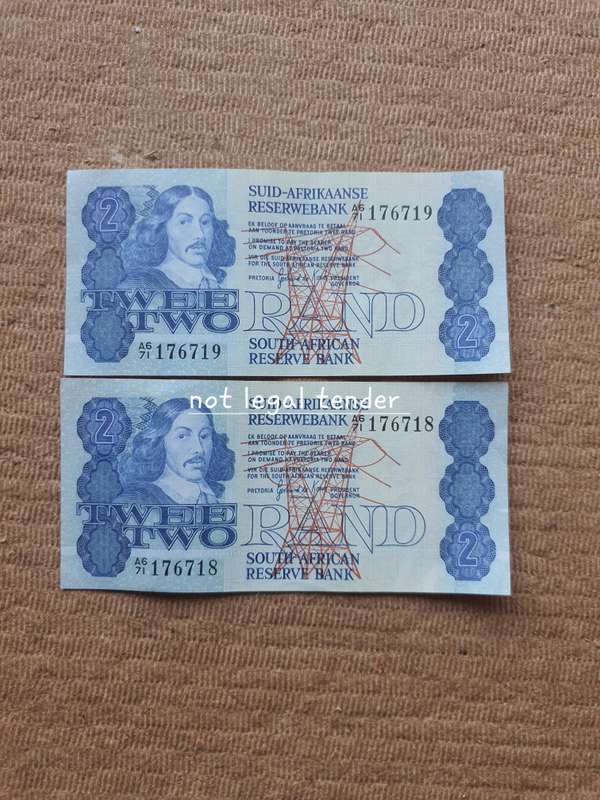 2
SUID-AFRIKAANSE
RESERWEBANK A6/71 176719
EK BELOOF OP AANVRAAG TE BETAAL
AAN TOONDER TE PRETORIA TWEE RAND
I PROMISE TO PAY THE BEARER
ON DEMAND AT PRETORIA TWO RAND
VIR DIE SUID-AFRIKAANSE RESERWEBANK
FOR THE SOUTH AFRICAN RESERVE BANK
PRETORIA PRESIDENT
GOVERNOR
TWEE
TWO RAND
2
A6/71 176719
SOUTH AFRICAN
RESERVE BANK
not legal tender
2
SUID-AFRIKAANSE
RESERWEBANK A6/71 176718
EK BELOOF OP AANVRAAG TE BETAAL
AAN TOONDER TE PRETORIA TWEE RAND
I PROMISE TO PAY THE BEARER
ON DEMAND AT PRETORIA TWO RAND
VIR DIE SUID-AFRIKAANSE RESERWEBANK
FOR THE SOUTH AFRICAN RESERVE BANK
PRETORIA PRESIDENT
GOVERNOR
TWEE
TWO RAND
2
A6/71 176718
SOUTH AFRICAN
RESERVE BANK